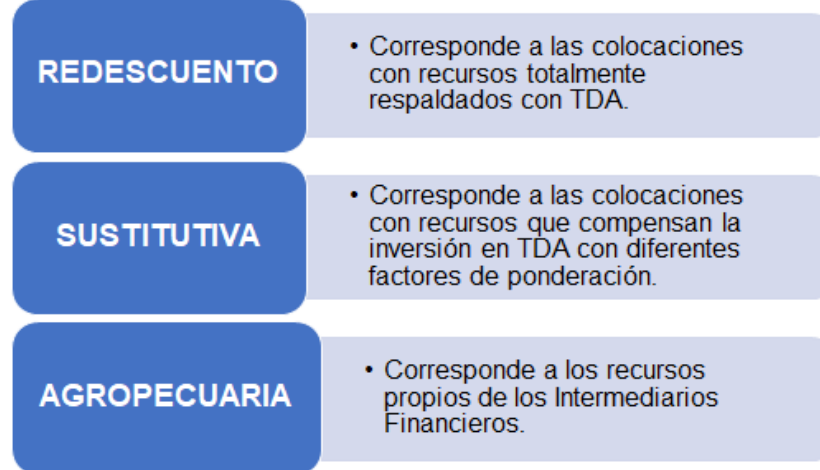 REDESCUENTO
• Corresponde a las colocaciones
con recursos totalmente
respaldados con TDA.
SUSTITUTIVA
• Corresponde a las colocaciones
con recursos que compensan la
inversión en TDA con diferentes
factores de ponderación.
AGROPECUARIA
• Corresponde a los recursos
propios de los Intermediarios
Financieros.